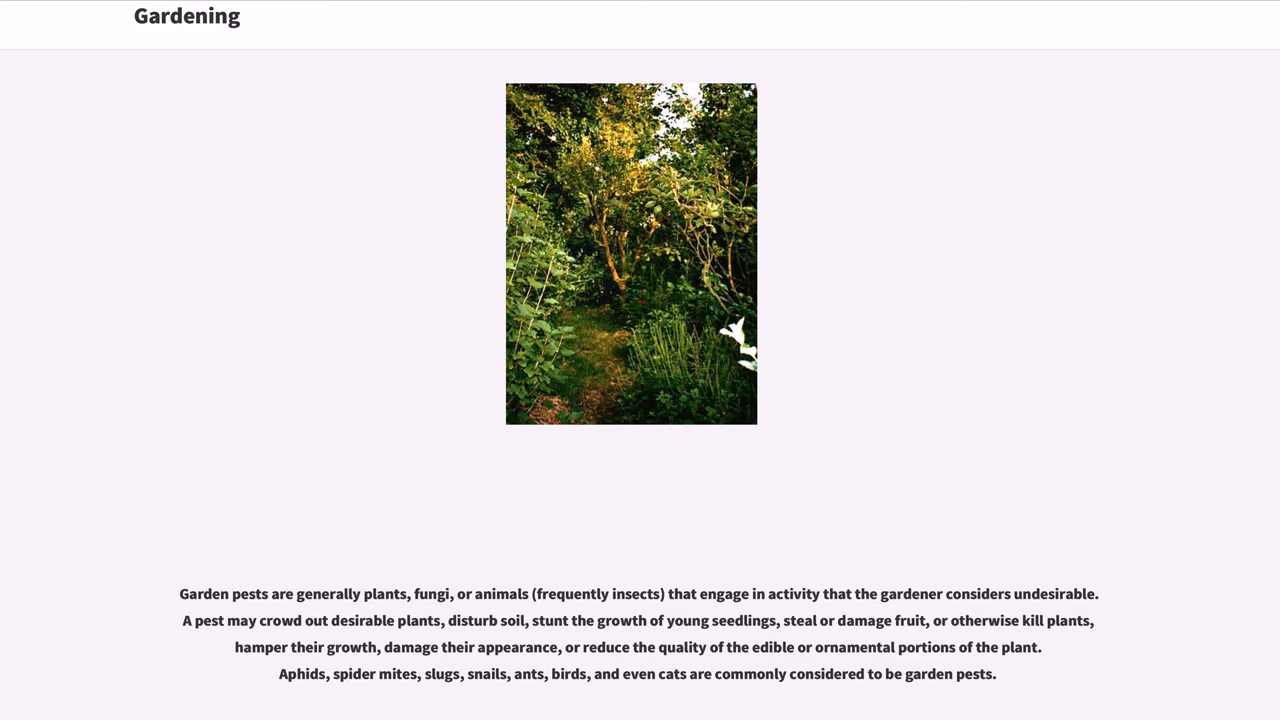 Gardening
Garden pests are generally plants, fungi, or animals (frequently insects) that engage in activity that the gardener considers undesirable.
A pest may crowd out desirable plants, disturb soil, stunt the growth of young seedlings, steal or damage fruit, or otherwise kill plants,
hamper their growth, damage their appearance, or reduce the quality of the edible or ornamental portions of the plant.
Aphids, spider mites, slugs, snails, ants, birds, and even cats are commonly considered to be garden pests.